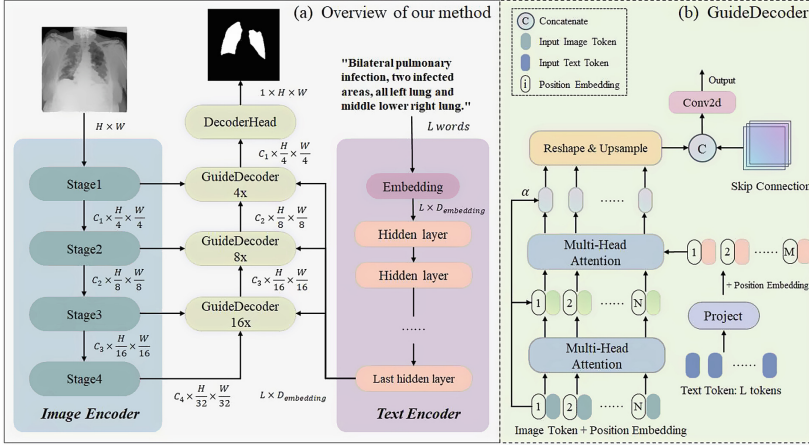 (a) Overview of our method
"Bilateral pulmonary
infection, two infected
areas, all left lung and
middle lower right lung."
H × W
1 × H × W
L words
DecoderHead
C₁ × H/4 × W/4
Stage1
GuideDecoder
4x
Embedding
C₁ × H/4 × W/4
C₂ × H/8 × W/8
L × D_embedding
Stage2
GuideDecoder
8x
Hidden layer
C₂ × H/8 × W/8
C₃ × H/16 × W/16
Hidden layer
Stage3
GuideDecoder
16x
......
C₃ × H/16 × W/16
Stage4
Last hidden layer
C₄ × H/32 × W/32
L × D_embedding
Image Encoder
Text Encoder
(b) GuideDecoder
C Concatenate
Input Image Token
Input Text Token
i Position Embedding
Output
Conv2d
Reshape & Upsample
C
Skip Connection
α
......
Multi-Head
Attention
1 2 ...... M
+ Position Embedding
1 2 ...... N
Project
Multi-Head
Attention
......
Text Token: L tokens
1 2 ...... N
Image Token + Position Embedding